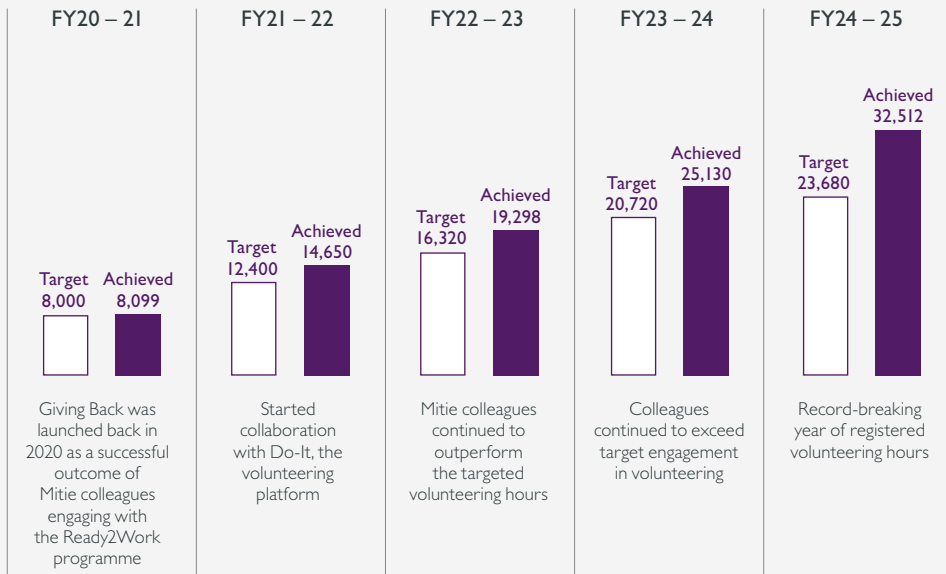 FY20 – 21
Target
8,000
Achieved
8,099
Giving Back was
launched back in
2020 as a successful
outcome of
Mitie colleagues
engaging with
the Ready2Work
programme
FY21 – 22
Target
12,400
Achieved
14,650
Started
collaboration
with Do-It, the
volunteering
platform
FY22 – 23
Target
16,320
Achieved
19,298
Mitie colleagues
continued to
outperform
the targeted
volunteering hours
FY23 – 24
Target
20,720
Achieved
25,130
Colleagues
continued to exceed
target engagement
in volunteering
FY24 – 25
Target
23,680
Achieved
32,512
Record-breaking
year of registered
volunteering hours